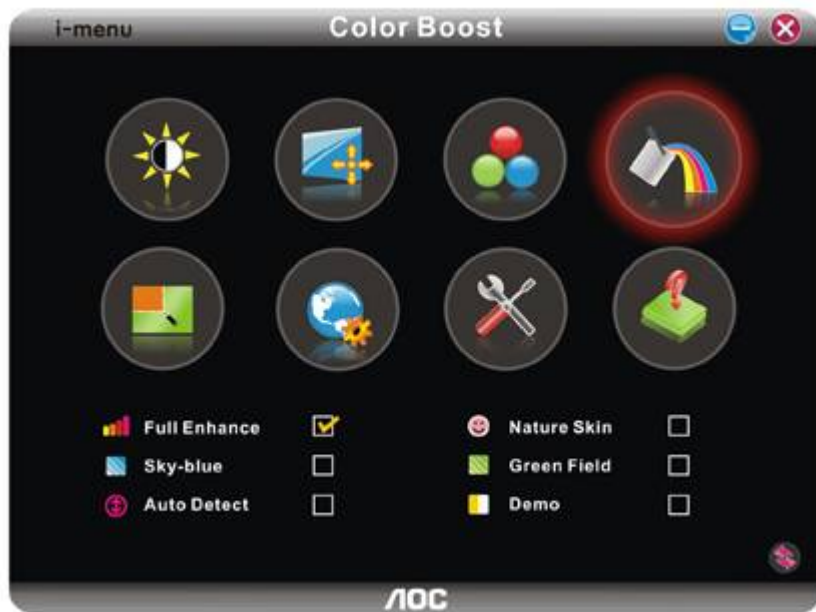 i-menu Color Boost
Full Enhance Nature Skin
Sky-blue Green Field
Auto Detect Demo
AOC